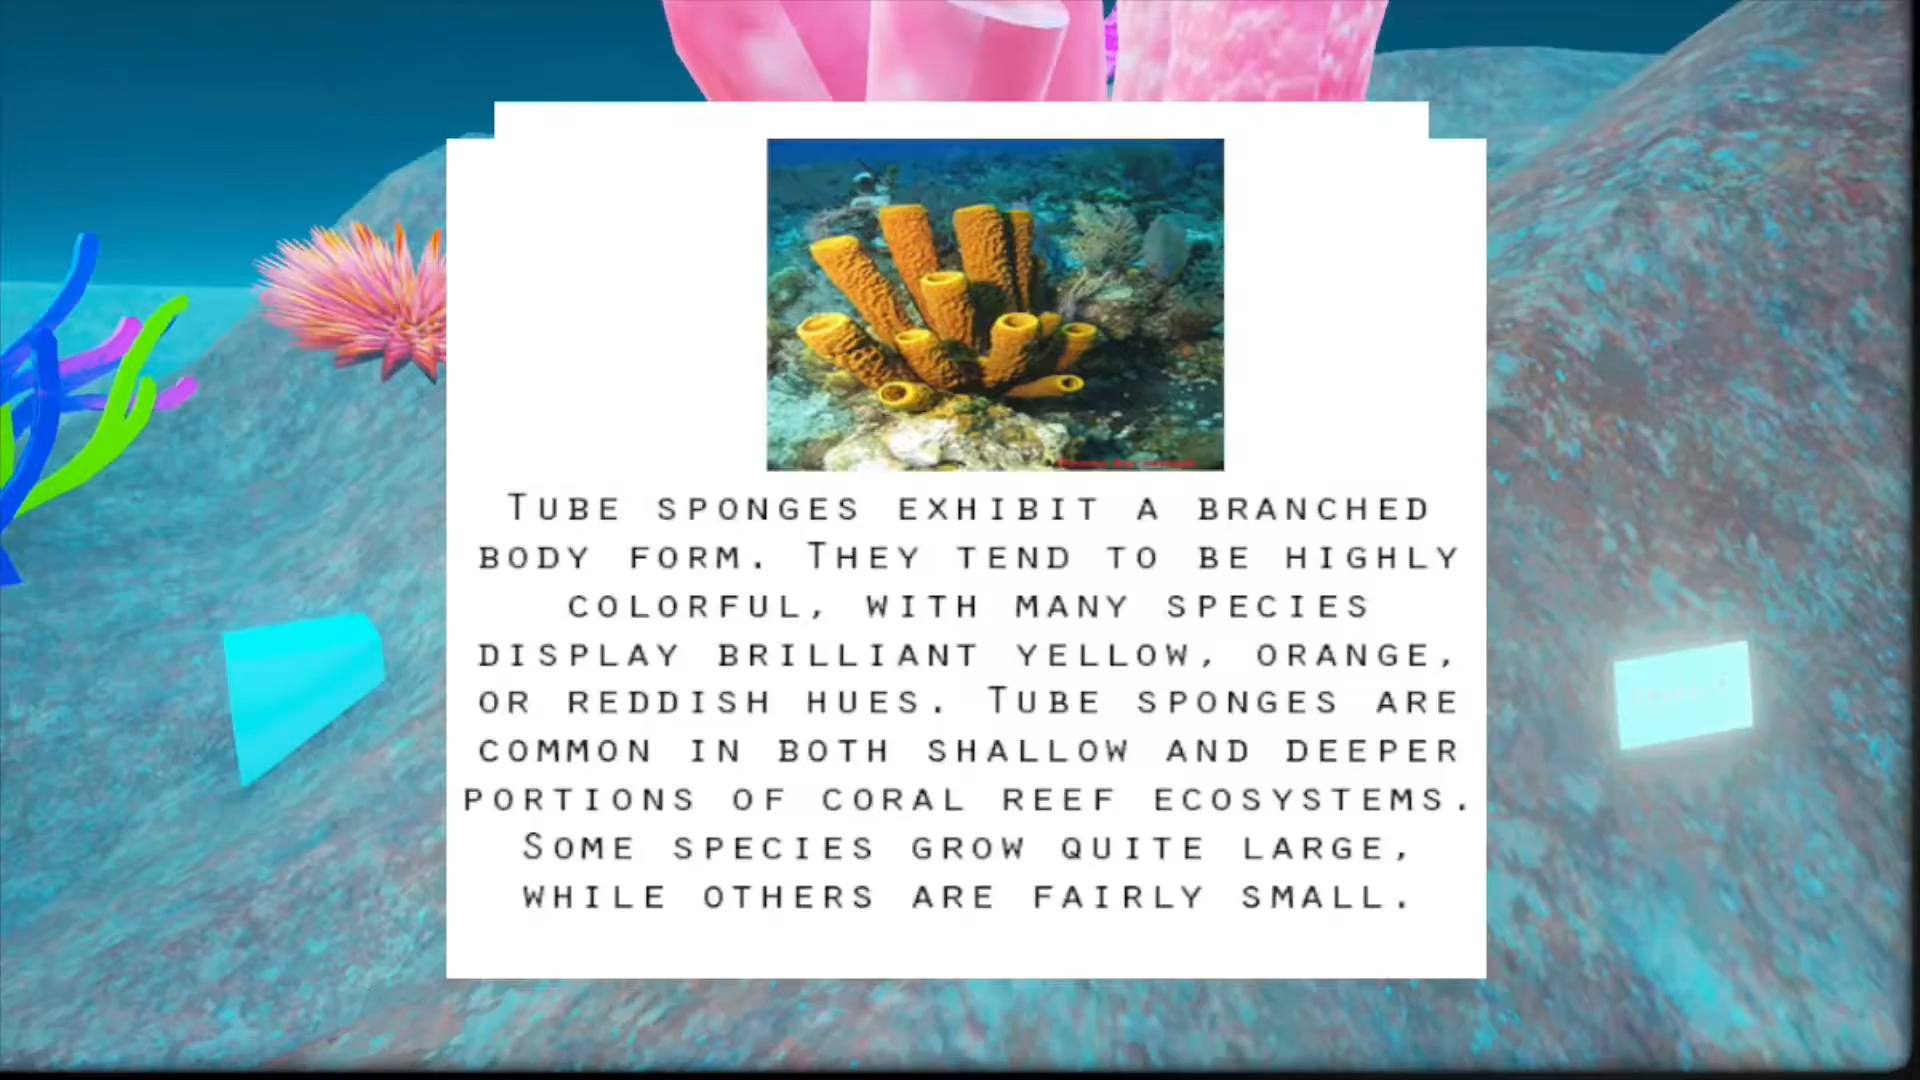 Tube sponges exhibit a branched
body form. They tend to be highly
colorful, with many species
display brilliant yellow, orange,
or reddish hues. Tube sponges are
common in both shallow and deeper
portions of coral reef ecosystems.
Some species grow quite large,
while others are fairly small.